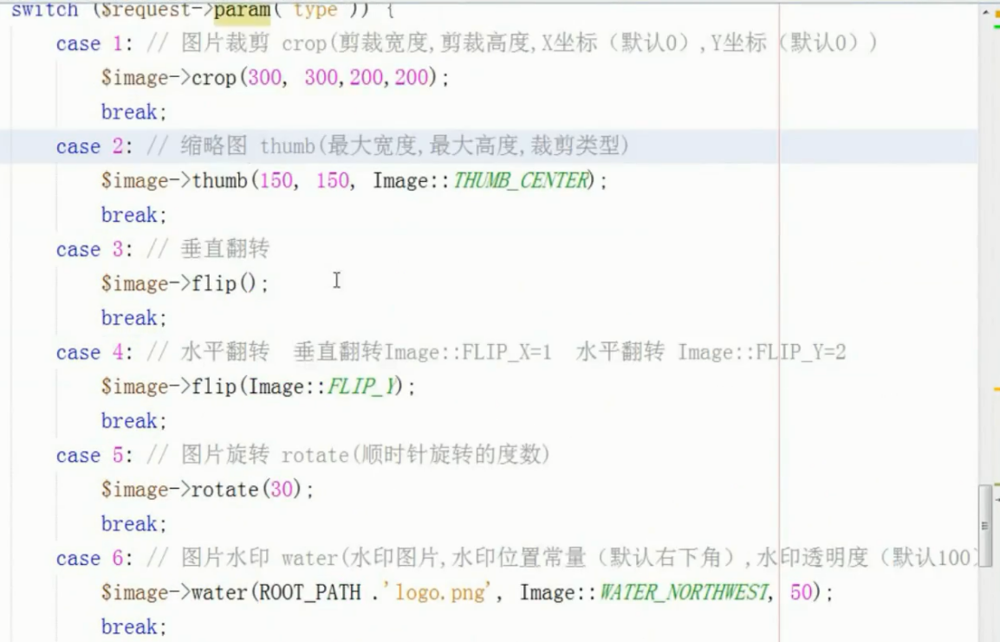 switch ($request->param( 'type' )) {
case 1: // 图片裁剪 crop(剪裁宽度,剪裁高度,X坐标（默认0）,Y坐标（默认0）)
$image->crop(300, 300,200,200);
break;
case 2: // 缩略图 thumb(最大宽度,最大高度,裁剪类型)
$image->thumb(150, 150, Image::THUMB_CENTER);
break;
case 3: // 垂直翻转
$image->flip();
break;
case 4: // 水平翻转 垂直翻转Image::FLIP_X=1 水平翻转 Image::FLIP_Y=2
$image->flip(Image::FLIP_Y);
break;
case 5: // 图片旋转 rotate(顺时针旋转的度数)
$image->rotate(30);
break;
case 6: // 图片水印 water(水印图片,水印位置常量（默认右下角）,水印透明度（默认100）
$image->water(ROOT_PATH .'logo.png', Image::WATER_NORTHWEST, 50);
break;